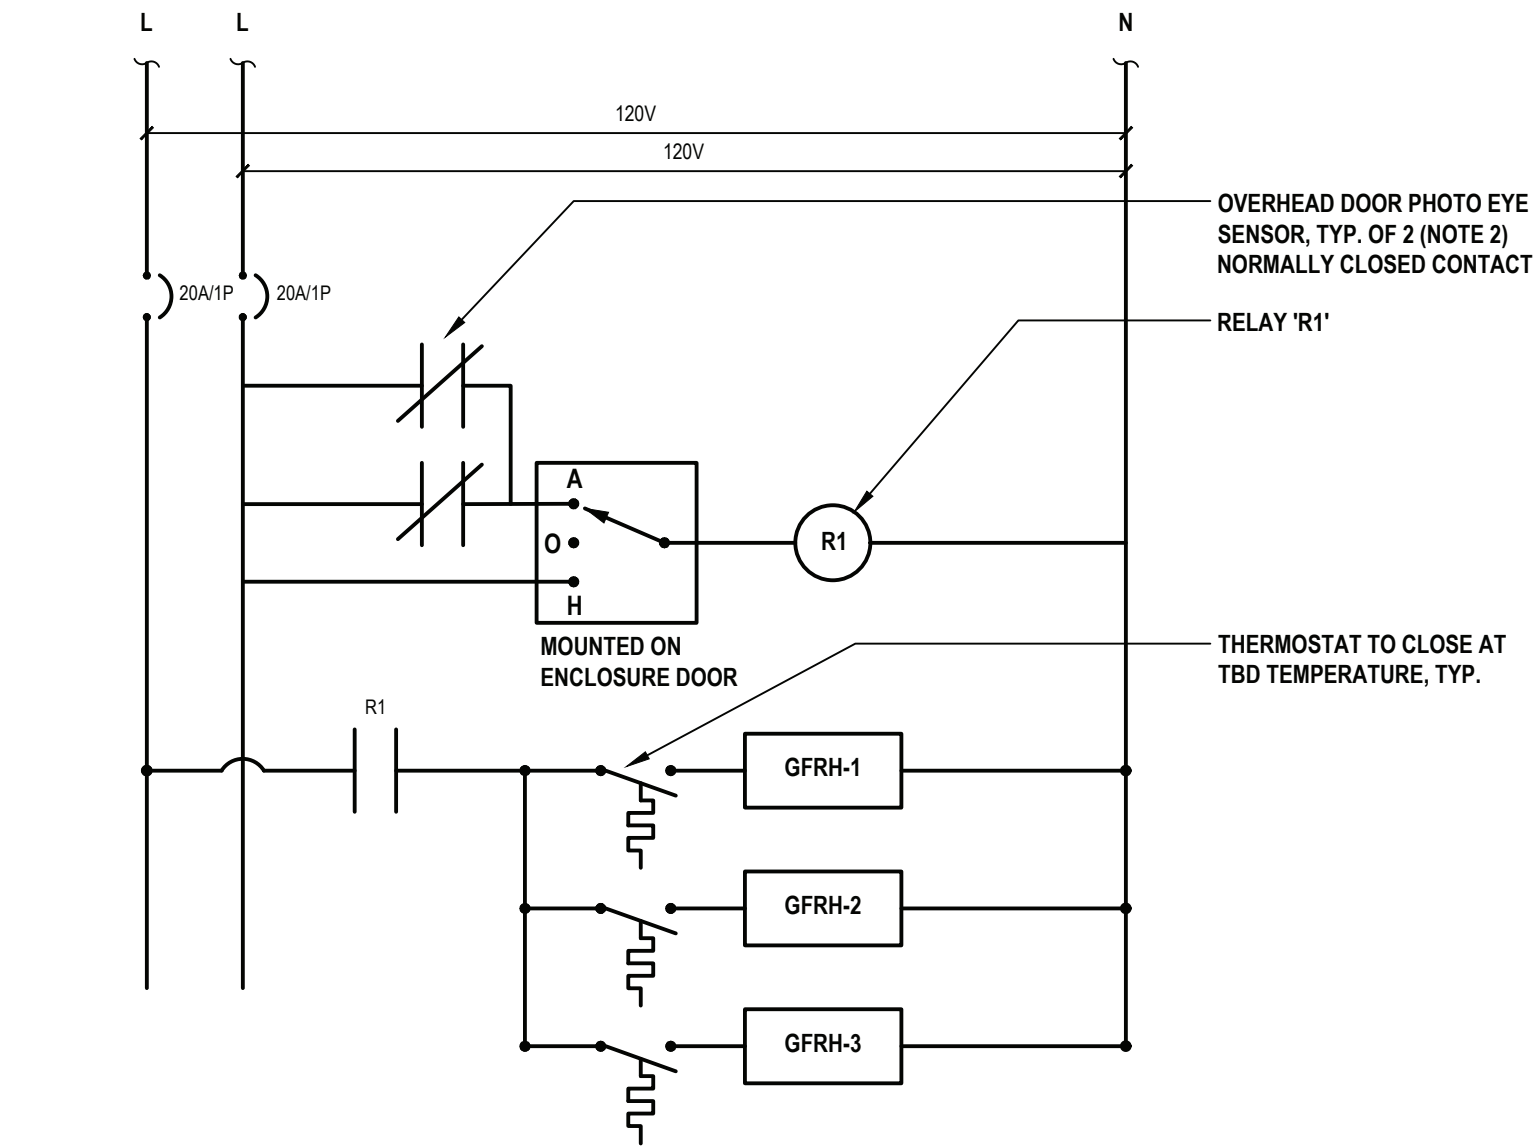 L L N
120V
120V
OVERHEAD DOOR PHOTO EYE
SENSOR, TYP. OF 2 (NOTE 2)
NORMALLY CLOSED CONTACT
20A/1P 20A/1P
RELAY 'R1'
A
O
H
R1
MOUNTED ON
ENCLOSURE DOOR
THERMOSTAT TO CLOSE AT
TBD TEMPERATURE, TYP.
R1
GFRH-1
GFRH-2
GFRH-3